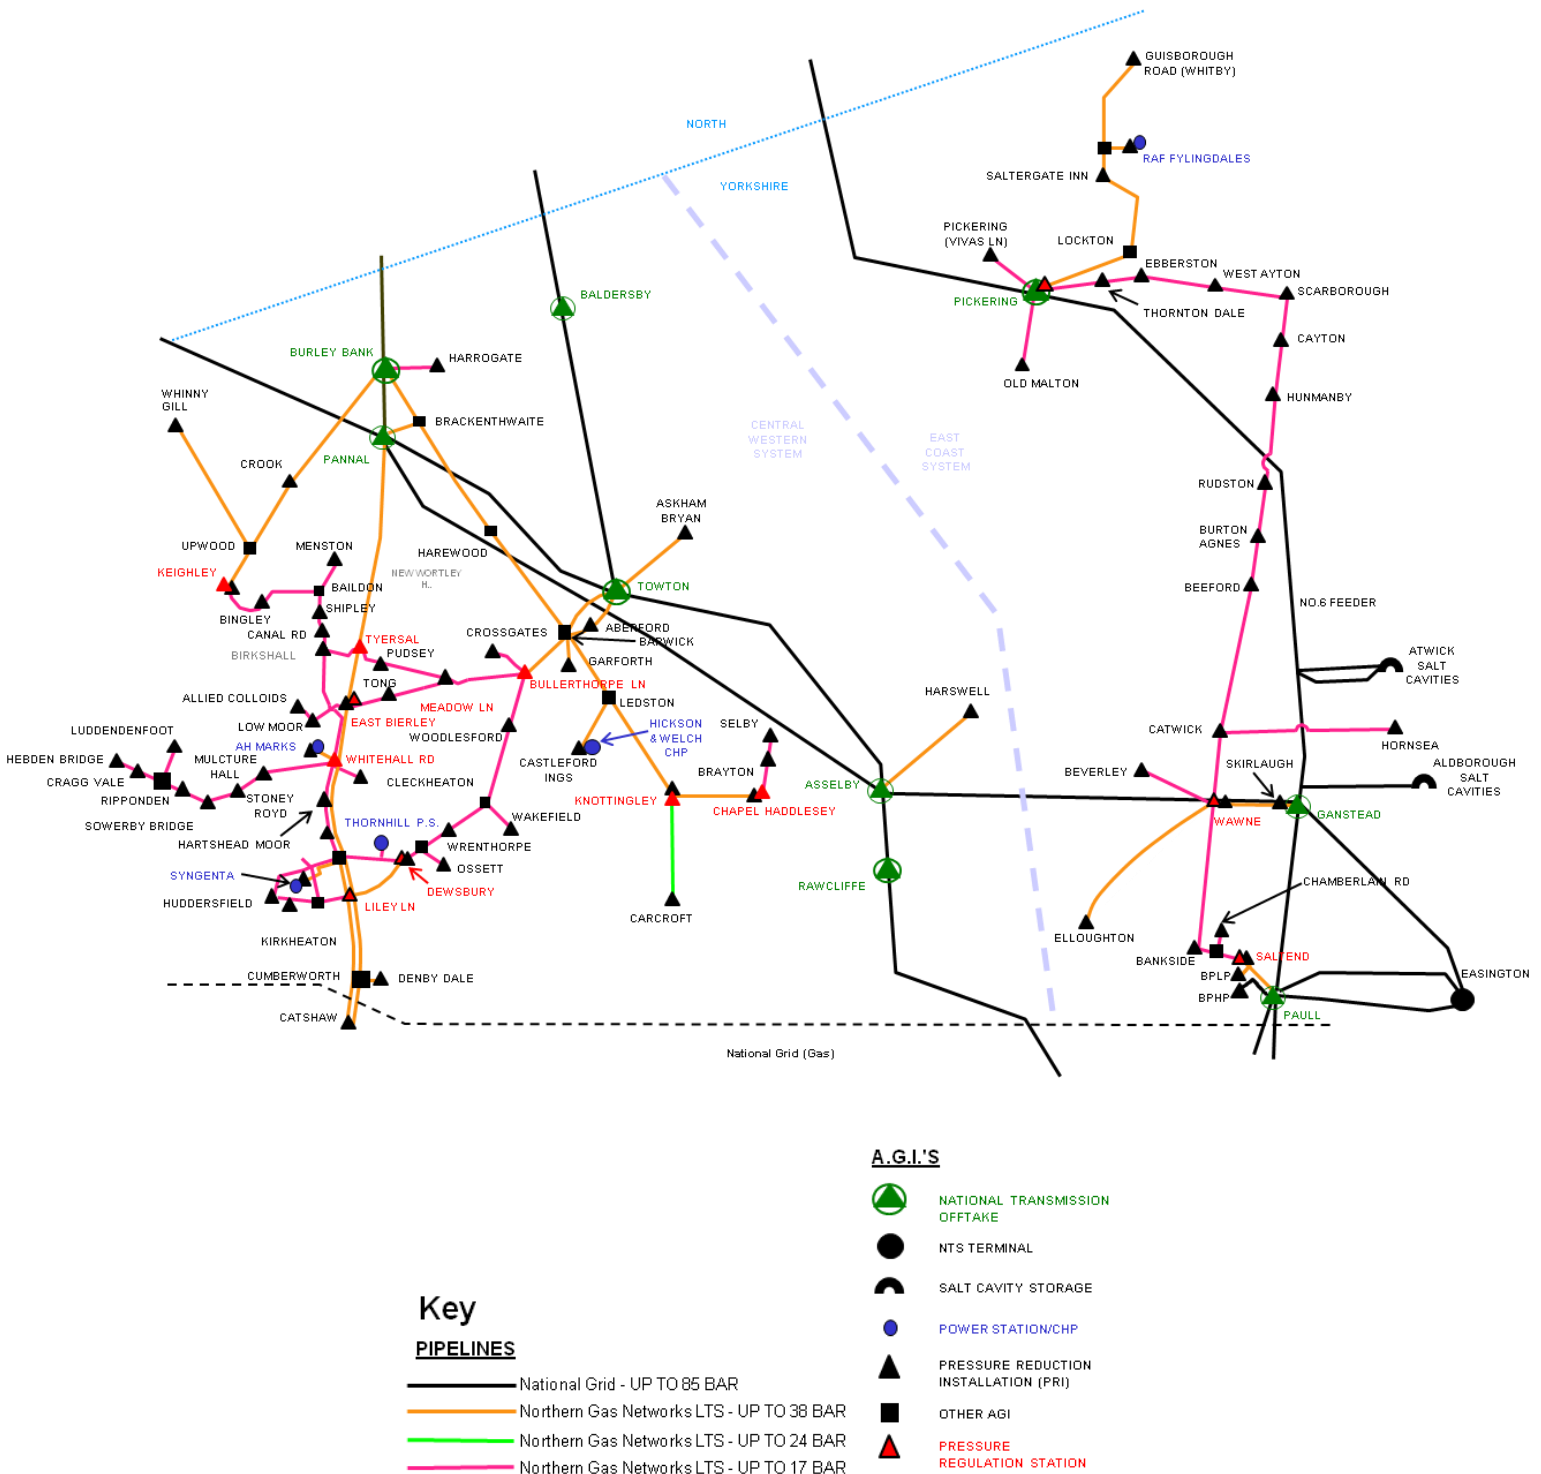 GUISBOROUGH
ROAD (WHITBY)
NORTH
RAF FYLINGDALES
SALTERGATE INN
YORKSHIRE
PICKERING
(VIVAS LN)
LOCKTON
EBBERSTON
WEST AYTON
SCARBOROUGH
BALDERSBY
PICKERING
THORNTON DALE
CAYTON
BURLEY BANK
HARROGATE
OLD MALTON
WHINNY
GILL
HUNMANBY
BRACKENTHWAITE
CENTRAL
WESTERN
SYSTEM
EAST
COAST
SYSTEM
PANNAL
CROOK
RUDSTON
ASKHAM
BRYAN
BURTON
AGNES
UPWOOD
MENSTON
HAREWOOD
KEIGHLEY
NEW WORTLEY
H..
BAILDON
TOWTON
BEEFORD
NO.6 FEEDER
SHIPLEY
BINGLEY
CANAL RD
CROSSGATES
ABERFORD
BARWICK
TYERSAL
BIRKSHALL
PUDSEY
GARFORTH
ATWICK
SALT
CAVITIES
TONG
BULLERTHORPE LN
ALLIED COLLOIDS
MEADOW LN
LEDSTON
HARSWELL
LOW MOOR
EAST BIERLEY
HICKSON
& WELCH
CHP
SELBY
LUDDENDENFOOT
WOODLESFORD
CATWICK
HORNSEA
AH MARKS
HEBDEN BRIDGE
MULCTURE
HALL
WHITEHALL RD
CASTLEFORD
INGS
BRAYTON
BEVERLEY
SKIRLAUGH
ALDBOROUGH
SALT
CAVITIES
CRAGG VALE
CLECKHEATON
ASSELBY
RIPPONDEN
STONEY
ROYD
KNOTTINGLEY
CHAPEL HADDLESEY
WAWNE
GANSTEAD
SOWERBY BRIDGE
THORNHILL P.S.
WAKEFIELD
HARTSHEAD MOOR
WRENTHORPE
OSSETT
SYNGENTA
DEWSBURY
RAWCLIFFE
CHAMBERLAIN RD
HUDDERSFIELD
LILEY LN
CARCROFT
KIRKHEATON
ELLOUGHTON
BANKSIDE
SALTEND
CUMBERWORTH
DENBY DALE
BPLP
EASINGTON
BPHP
CATSHAW
PAULL
National Grid (Gas)
A.G.I.'S
NATIONAL TRANSMISSION
OFFTAKE
NTS TERMINAL
SALT CAVITY STORAGE
Key
POWER STATION/CHP
PIPELINES
PRESSURE REDUCTION
INSTALLATION (PRI)
National Grid - UP TO 85 BAR
Northern Gas Networks LTS - UP TO 38 BAR
OTHER AGI
Northern Gas Networks LTS - UP TO 24 BAR
PRESSURE
REGULATION STATION
Northern Gas Networks LTS - UP TO 17 BAR